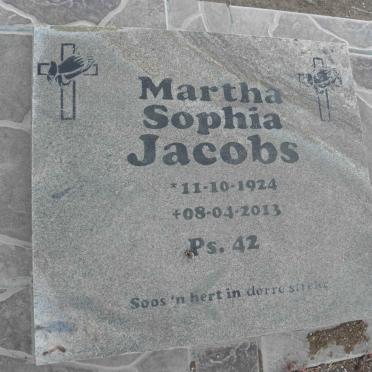 Martha
Sophia
Jacobs
*11-10-1924
+08-04-2013
Ps. 42
Soos 'n hert in dorre streke